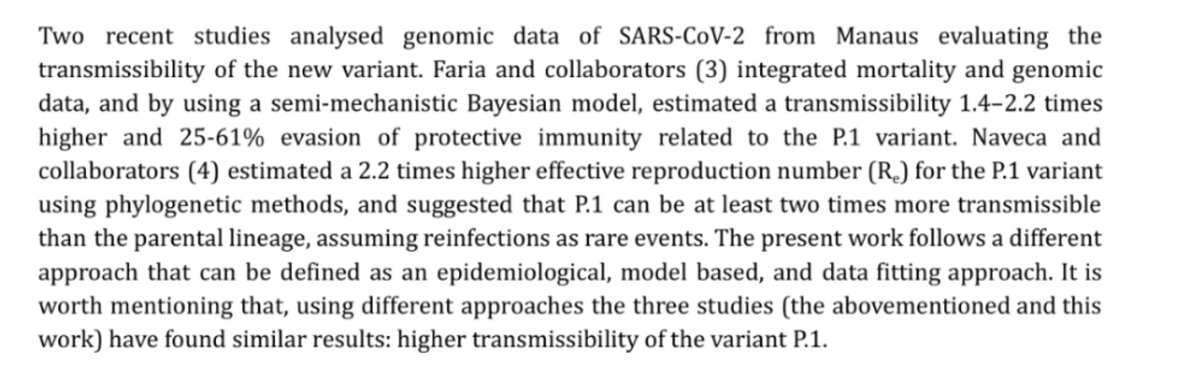 Two recent studies analysed genomic data of SARS-CoV-2 from Manaus evaluating the
transmissibility of the new variant. Faria and collaborators (3) integrated mortality and genomic
data, and by using a semi-mechanistic Bayesian model, estimated a transmissibility 1.4–2.2 times
higher and 25-61% evasion of protective immunity related to the P.1 variant. Naveca and
collaborators (4) estimated a 2.2 times higher effective reproduction number (Rₑ) for the P.1 variant
using phylogenetic methods, and suggested that P.1 can be at least two times more transmissible
than the parental lineage, assuming reinfections as rare events. The present work follows a different
approach that can be defined as an epidemiological, model based, and data fitting approach. It is
worth mentioning that, using different approaches the three studies (the abovementioned and this
work) have found similar results: higher transmissibility of the variant P.1.